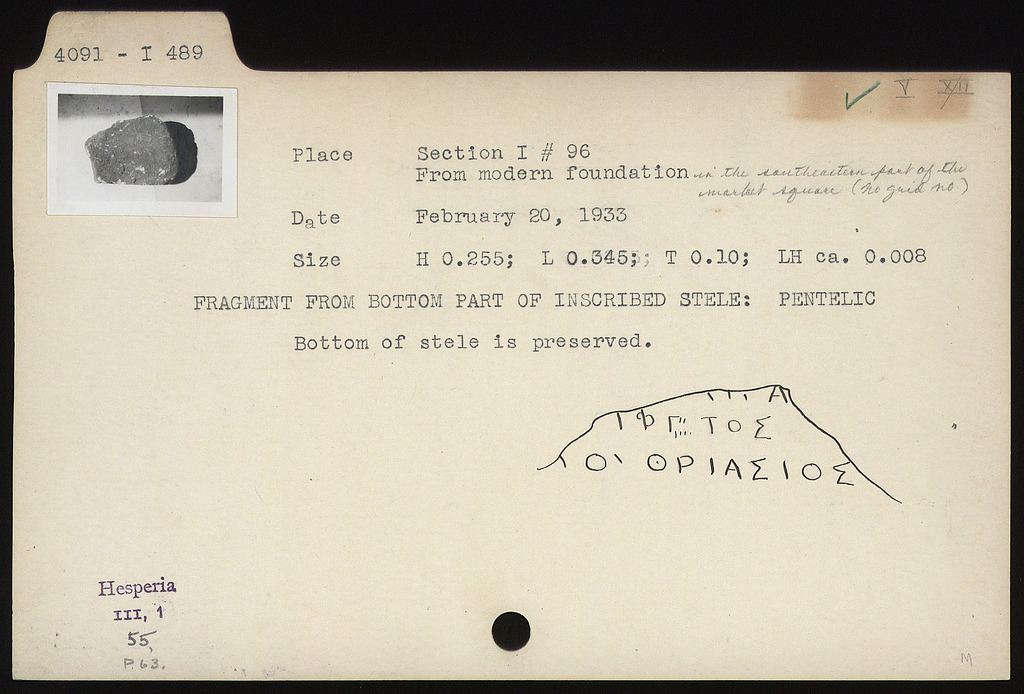 4091 - I 489
V XII
Place Section I # 96
From modern foundation in the southeastern part of the
market square (no grid no)
Date February 20, 1933
Size H 0.255; L 0.345; T 0.10; LH ca. 0.008
FRAGMENT FROM BOTTOM PART OF INSCRIBED STELE: PENTELIC
Bottom of stele is preserved.
Α
ΤΟΣ
Ο ΘΡΙΑΣΙΟΣ
Hesperia
III, 1
55,
P. 63.
M